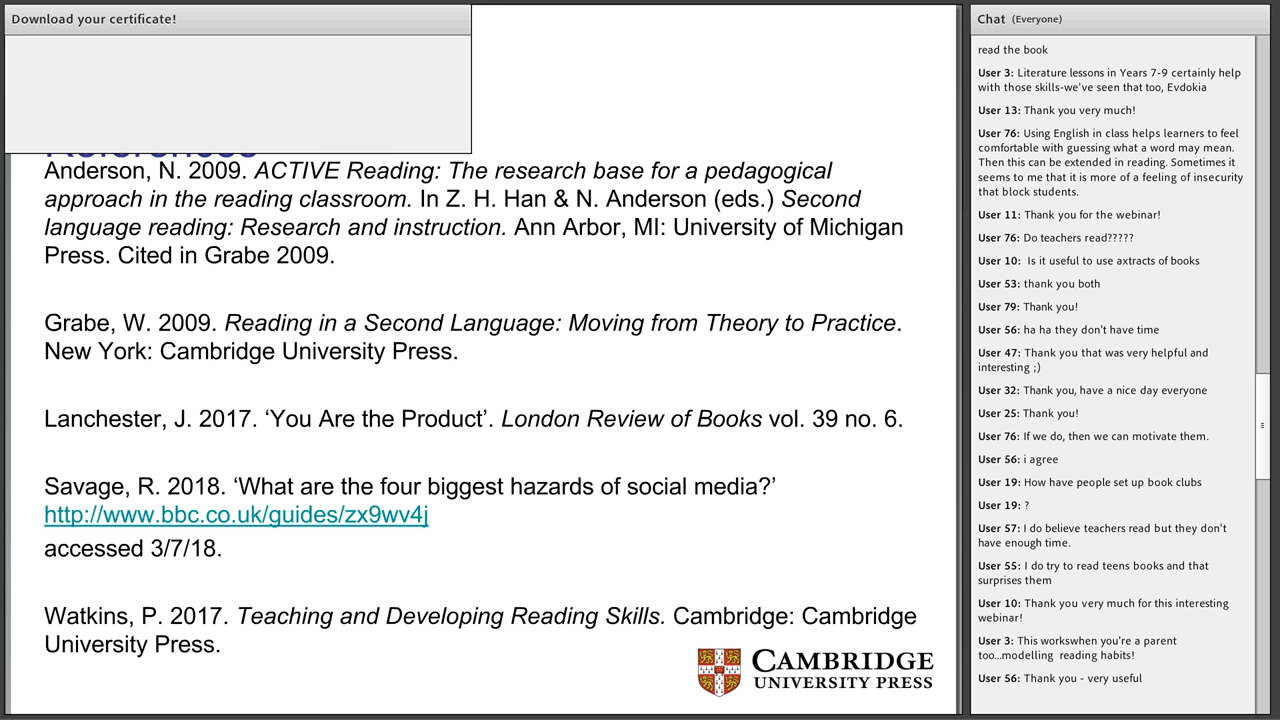 Download your certificate!
References
Anderson, N. 2009. ACTIVE Reading: The research base for a pedagogical
approach in the reading classroom. In Z. H. Han & N. Anderson (eds.) Second
language reading: Research and instruction. Ann Arbor, MI: University of Michigan
Press. Cited in Grabe 2009.
Grabe, W. 2009. Reading in a Second Language: Moving from Theory to Practice.
New York: Cambridge University Press.
Lanchester, J. 2017. ‘You Are the Product’. London Review of Books vol. 39 no. 6.
Savage, R. 2018. ‘What are the four biggest hazards of social media?’
http://www.bbc.co.uk/guides/zx9wv4j
accessed 3/7/18.
Watkins, P. 2017. Teaching and Developing Reading Skills. Cambridge: Cambridge
University Press.
CAMBRIDGE
UNIVERSITY PRESS
Chat (Everyone)
read the book
User 3: Literature lessons in Years 7-9 certainly help
with those skills-we've seen that too, Evdokia
User 13: Thank you very much!
User 76: Using English in class helps learners to feel
comfortable with guessing what a word may mean.
Then this can be extended in reading. Sometimes it
seems to me that it is more of a feeling of insecurity
that block students.
User 11: Thank you for the webinar!
User 76: Do teachers read?????
User 10: Is it useful to use axtracts of books
User 53: thank you both
User 79: Thank you!
User 56: ha ha they don't have time
User 47: Thank you that was very helpful and
interesting ;)
User 32: Thank you, have a nice day everyone
User 25: Thank you!
User 76: If we do, then we can motivate them.
User 56: i agree
User 19: How have people set up book clubs
User 19: ?
User 57: I do believe teachers read but they don't
have enough time.
User 55: I do try to read teens books and that
surprises them
User 10: Thank you very much for this interesting
webinar!
User 3: This workswhen you're a parent
too...modelling reading habits!
User 56: Thank you - very useful